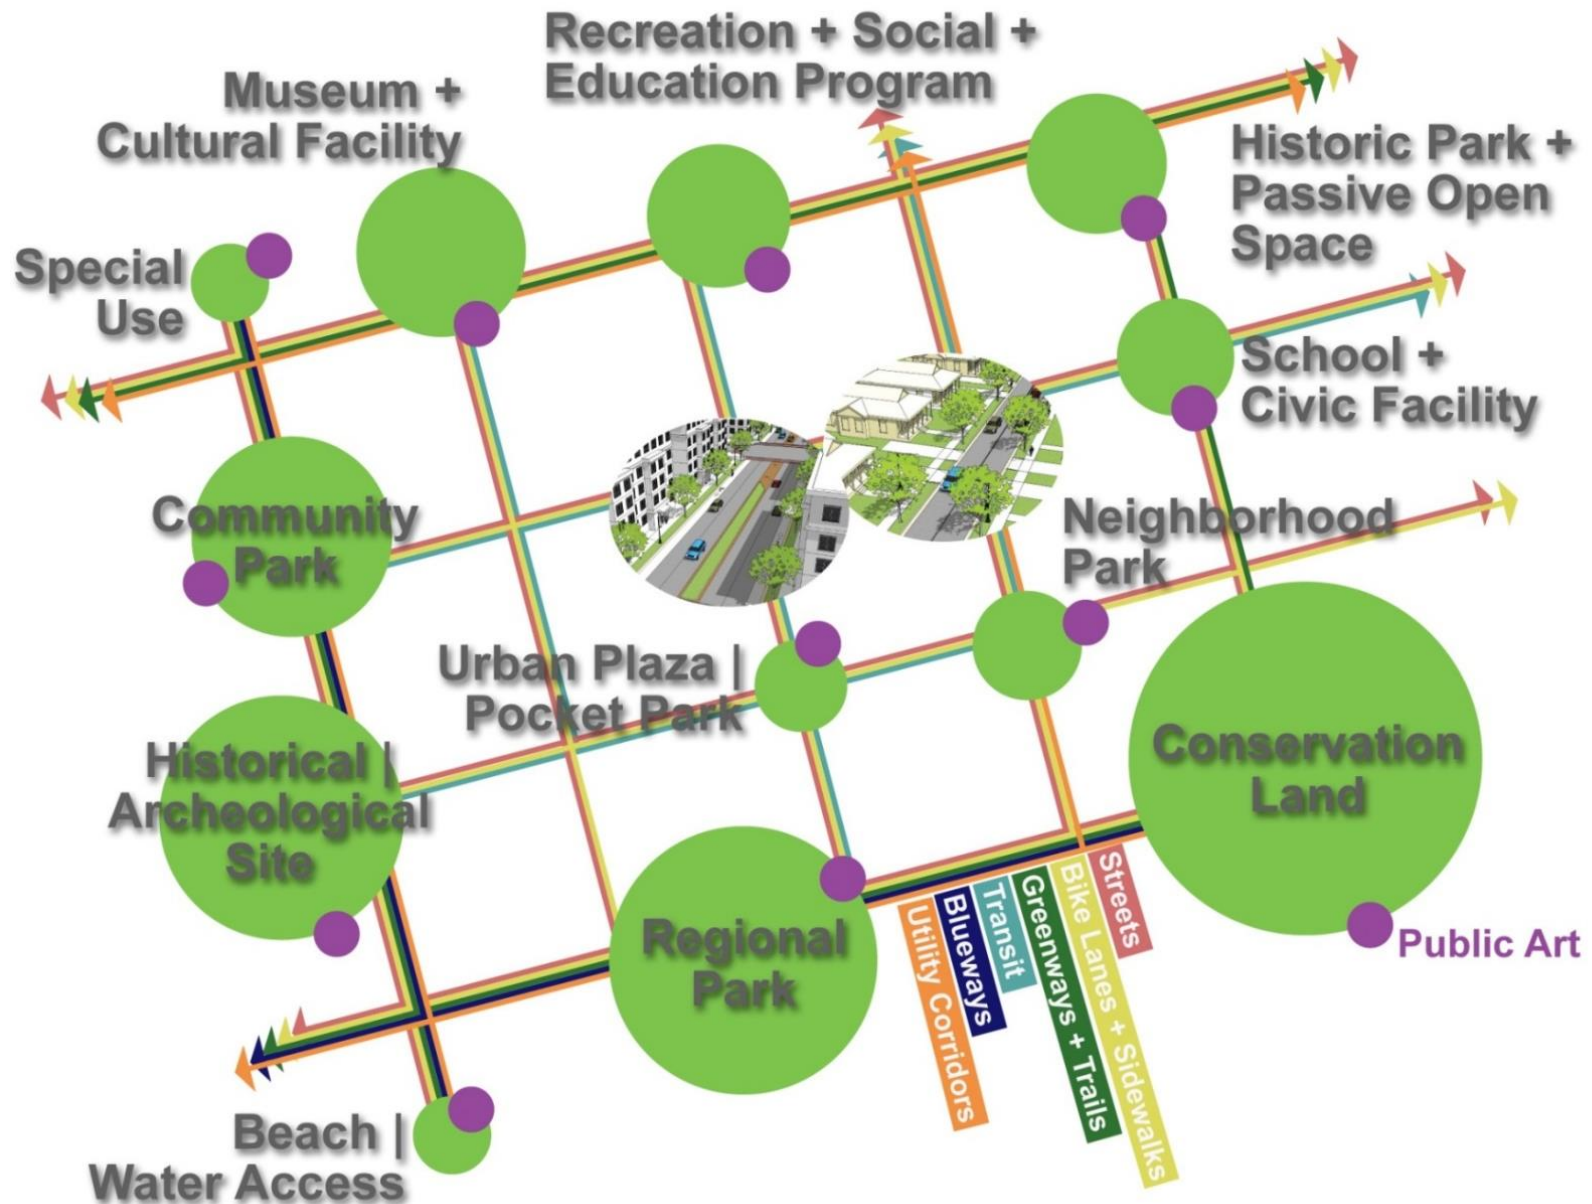 Recreation + Social +
Education Program
Museum +
Cultural Facility
Historic Park +
Passive Open
Space
Special
Use
School +
Civic Facility
Community
Park
Neighborhood
Park
Urban Plaza |
Pocket Park
Historical |
Archeological
Site
Conservation
Land
Regional
Park
Streets
Bike Lanes + Sidewalks
Greenways + Trails
Transit
Blueways
Utility Corridors
Public Art
Beach |
Water Access